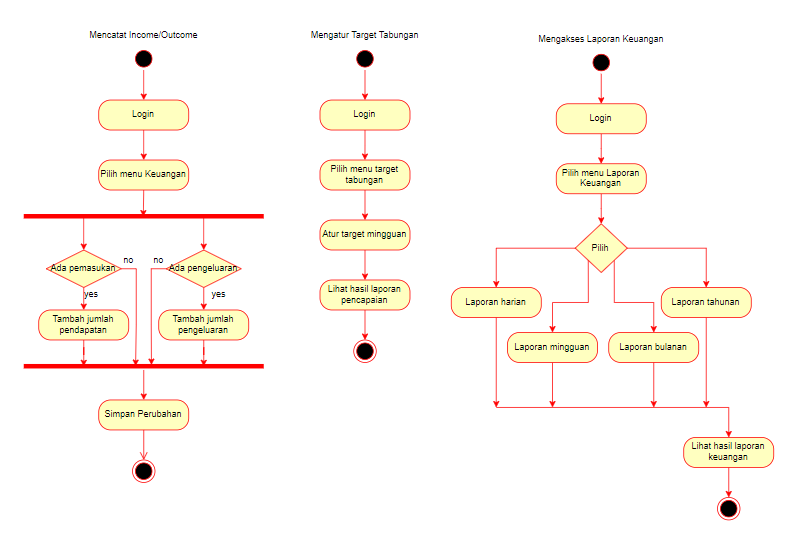 Mencatat Income/Outcome
Login
Pilih menu Keuangan
Ada pemasukan
no
no
Ada pengeluaran
yes
yes
Tambah jumlah
pendapatan
Tambah jumlah
pengeluaran
Simpan Perubahan
Mengatur Target Tabungan
Login
Pilih menu target
tabungan
Atur target mingguan
Lihat hasil laporan
pencapaian
Mengakses Laporan Keuangan
Login
Pilih menu Laporan
Keuangan
Pilih
Laporan harian
Laporan tahunan
Laporan mingguan
Laporan bulanan
Lihat hasil laporan
keuangan